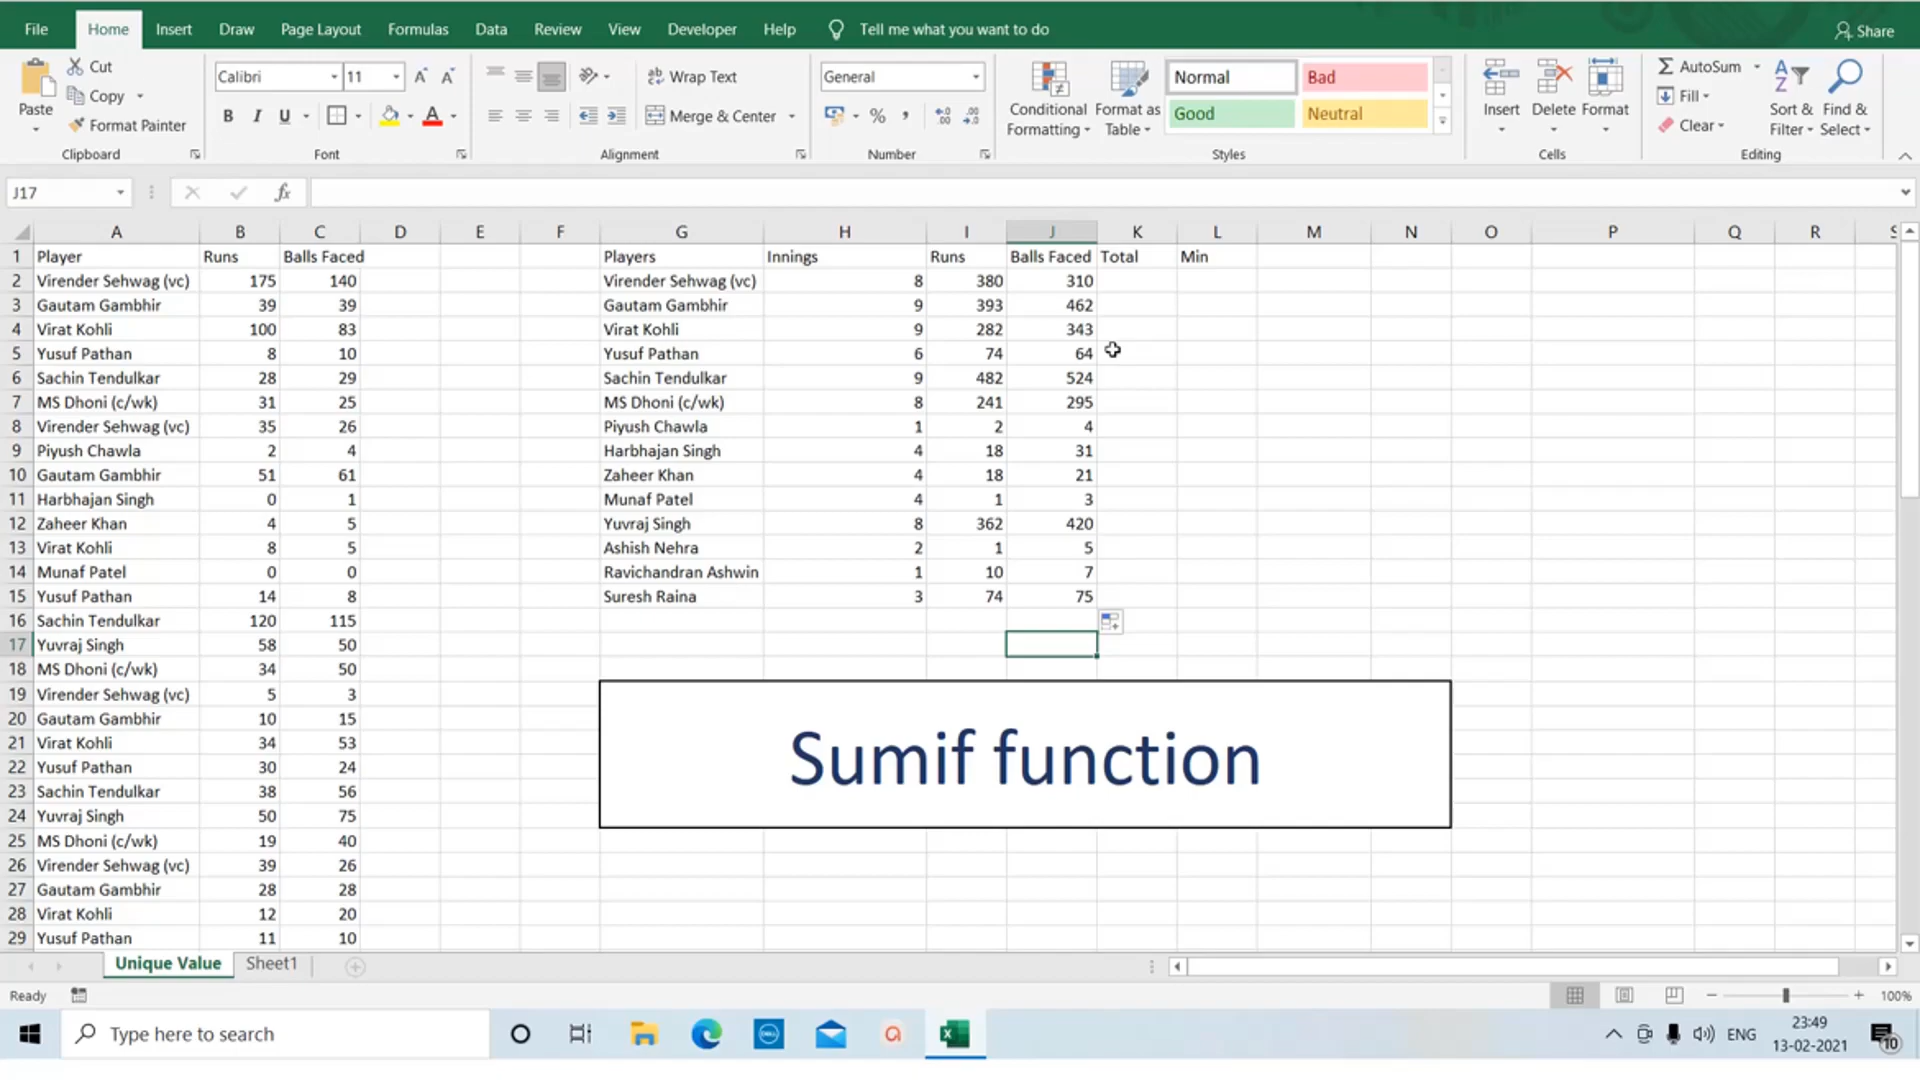 File Home Insert Draw Page Layout Formulas Data Review View Developer Help Tell me what you want to do Share
Paste Cut Copy Format Painter Clipboard
Calibri 11 A A B I U A Font
ab Wrap Text Merge & Center Alignment
General % , Number
Conditional Formatting Format as Table Normal Bad Good Neutral Styles
Insert Delete Format Cells
Σ AutoSum Fill Clear Sort & Filter Find & Select Editing
J17 fx
A B C D E F G H I J K L M N O P Q R S
1 Player Runs Balls Faced Players Innings Runs Balls Faced Total Min
2 Virender Sehwag (vc) 175 140 Virender Sehwag (vc) 8 380 310
3 Gautam Gambhir 39 39 Gautam Gambhir 9 393 462
4 Virat Kohli 100 83 Virat Kohli 9 282 343
5 Yusuf Pathan 8 10 Yusuf Pathan 6 74 64
6 Sachin Tendulkar 28 29 Sachin Tendulkar 9 482 524
7 MS Dhoni (c/wk) 31 25 MS Dhoni (c/wk) 8 241 295
8 Virender Sehwag (vc) 35 26 Piyush Chawla 1 2 4
9 Piyush Chawla 2 4 Harbhajan Singh 4 18 31
10 Gautam Gambhir 51 61 Zaheer Khan 4 18 21
11 Harbhajan Singh 0 1 Munaf Patel 4 1 3
12 Zaheer Khan 4 5 Yuvraj Singh 8 362 420
13 Virat Kohli 8 5 Ashish Nehra 2 1 5
14 Munaf Patel 0 0 Ravichandran Ashwin 1 10 7
15 Yusuf Pathan 14 8 Suresh Raina 3 74 75
16 Sachin Tendulkar 120 115
17 Yuvraj Singh 58 50
18 MS Dhoni (c/wk) 34 50
19 Virender Sehwag (vc) 5 3
20 Gautam Gambhir 10 15
21 Virat Kohli 34 53
22 Yusuf Pathan 30 24
23 Sachin Tendulkar 38 56
24 Yuvraj Singh 50 75
25 MS Dhoni (c/wk) 19 40
26 Virender Sehwag (vc) 39 26
27 Gautam Gambhir 28 28
28 Virat Kohli 12 20
29 Yusuf Pathan 11 10
Sumif function
Unique Value Sheet1
Ready 100%
Type here to search DELL ENG 23:49
13-02-2021 10